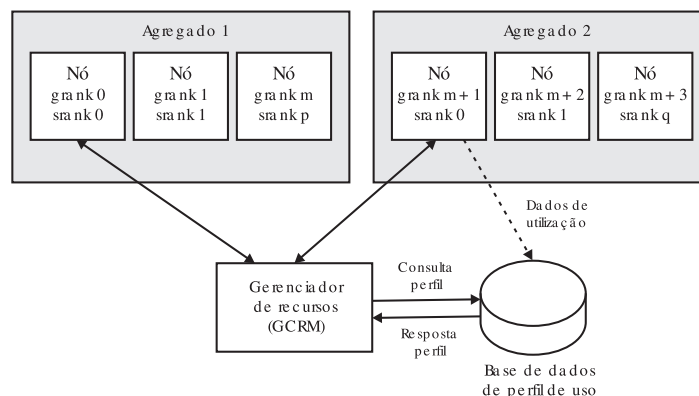 Agregado 1
Nó
grank 0
srank 0
Nó
grank 1
srank 1
Nó
grank m
srank p
Agregado 2
Nó
grank m + 1
srank 0
Nó
grank m + 2
srank 1
Nó
grank m + 3
srank q
Dados de
utilização
Gerenciador
de recursos
(GCRM)
Consulta
perfil
Resposta
perfil
Base de dados
de perfil de uso